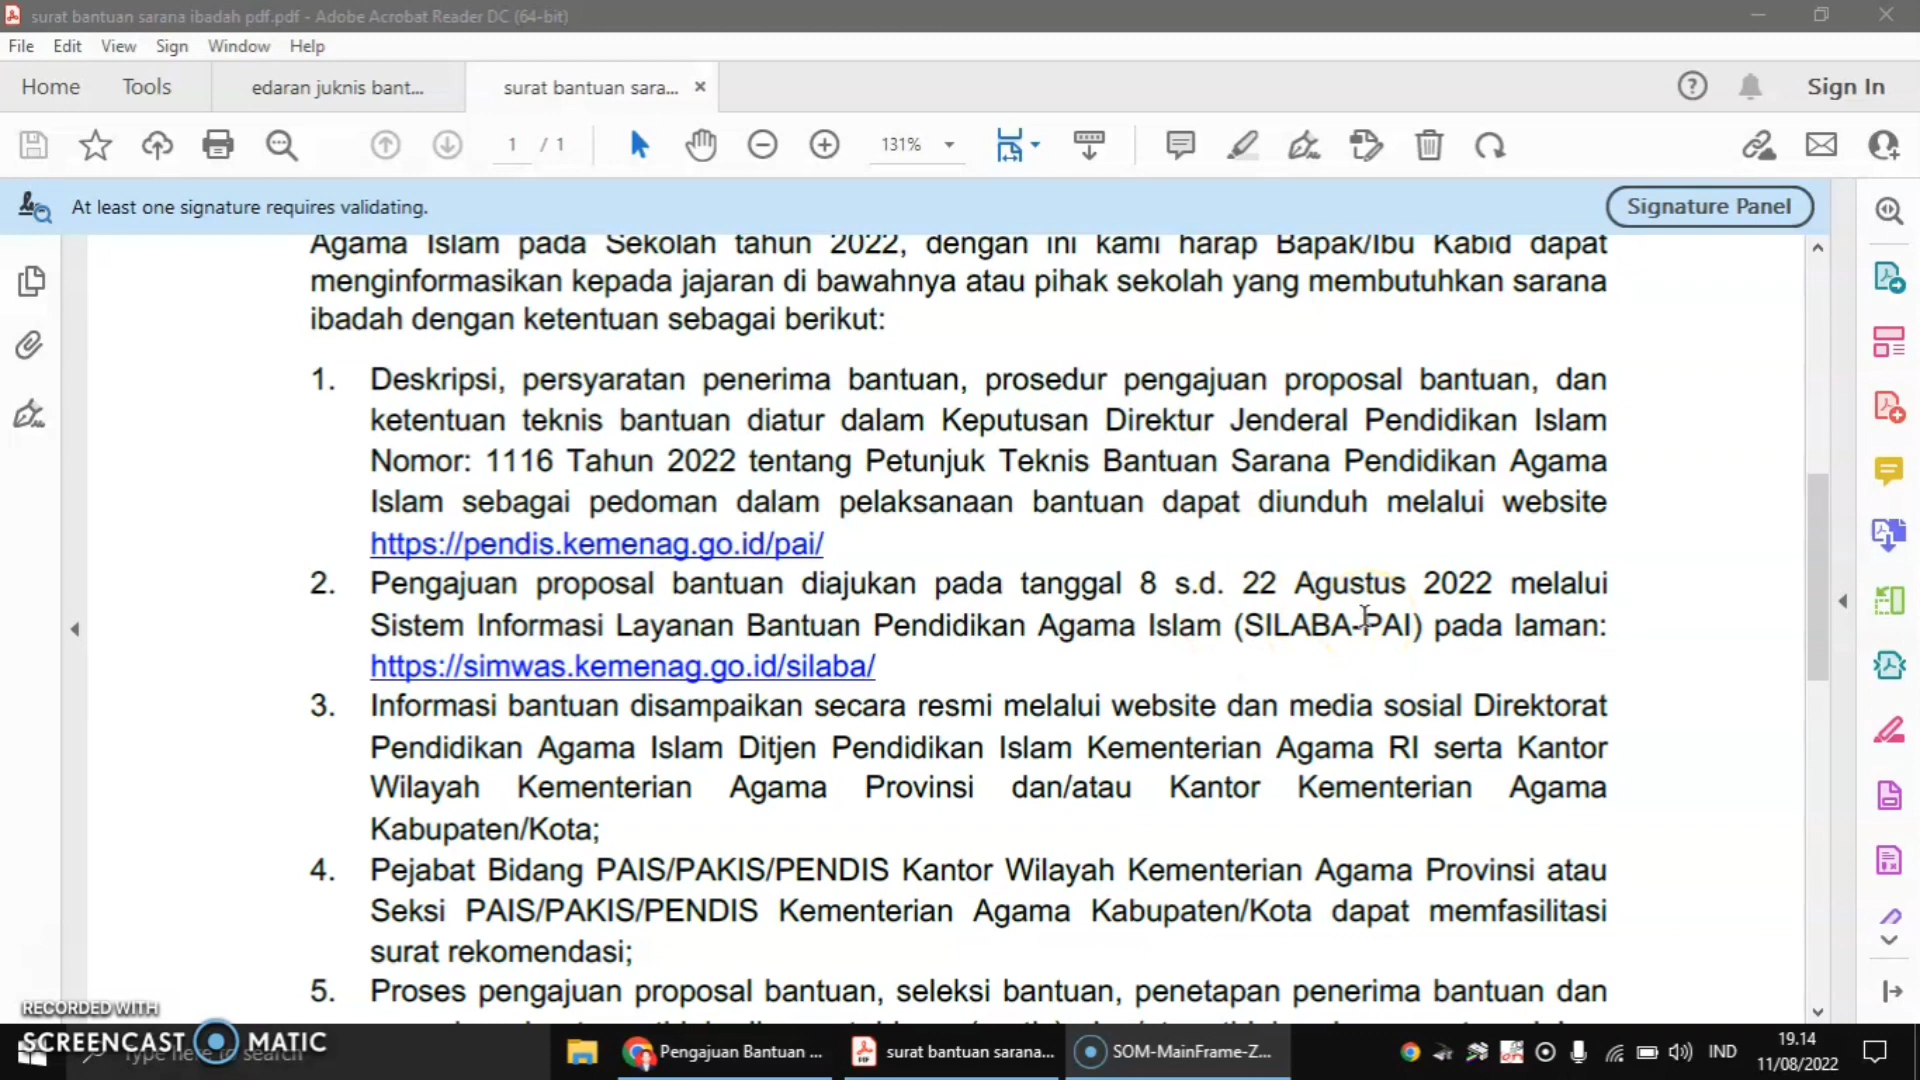 surat bantuan sarana ibadah pdf.pdf - Adobe Acrobat Reader DC (64-bit)
File Edit View Sign Window Help
Home Tools edaran juknis bant... surat bantuan sara... × Sign In
1 / 1 131%
At least one signature requires validating. Signature Panel
Agama Islam pada Sekolah tahun 2022, dengan ini kami harap Bapak/Ibu Kabid dapat
menginformasikan kepada jajaran di bawahnya atau pihak sekolah yang membutuhkan sarana
ibadah dengan ketentuan sebagai berikut:
1. Deskripsi, persyaratan penerima bantuan, prosedur pengajuan proposal bantuan, dan
ketentuan teknis bantuan diatur dalam Keputusan Direktur Jenderal Pendidikan Islam
Nomor: 1116 Tahun 2022 tentang Petunjuk Teknis Bantuan Sarana Pendidikan Agama
Islam sebagai pedoman dalam pelaksanaan bantuan dapat diunduh melalui website
https://pendis.kemenag.go.id/pai/
2. Pengajuan proposal bantuan diajukan pada tanggal 8 s.d. 22 Agustus 2022 melalui
Sistem Informasi Layanan Bantuan Pendidikan Agama Islam (SILABA-PAI) pada laman:
https://simwas.kemenag.go.id/silaba/
3. Informasi bantuan disampaikan secara resmi melalui website dan media sosial Direktorat
Pendidikan Agama Islam Ditjen Pendidikan Islam Kementerian Agama RI serta Kantor
Wilayah Kementerian Agama Provinsi dan/atau Kantor Kementerian Agama
Kabupaten/Kota;
4. Pejabat Bidang PAIS/PAKIS/PENDIS Kantor Wilayah Kementerian Agama Provinsi atau
Seksi PAIS/PAKIS/PENDIS Kementerian Agama Kabupaten/Kota dapat memfasilitasi
surat rekomendasi;
5. Proses pengajuan proposal bantuan, seleksi bantuan, penetapan penerima bantuan dan
RECORDED WITH
SCREENCAST MATIC
Type here to search
Pengajuan Bantuan ... surat bantuan sarana... SOM-MainFrame-Z... IND 19.14
11/08/2022